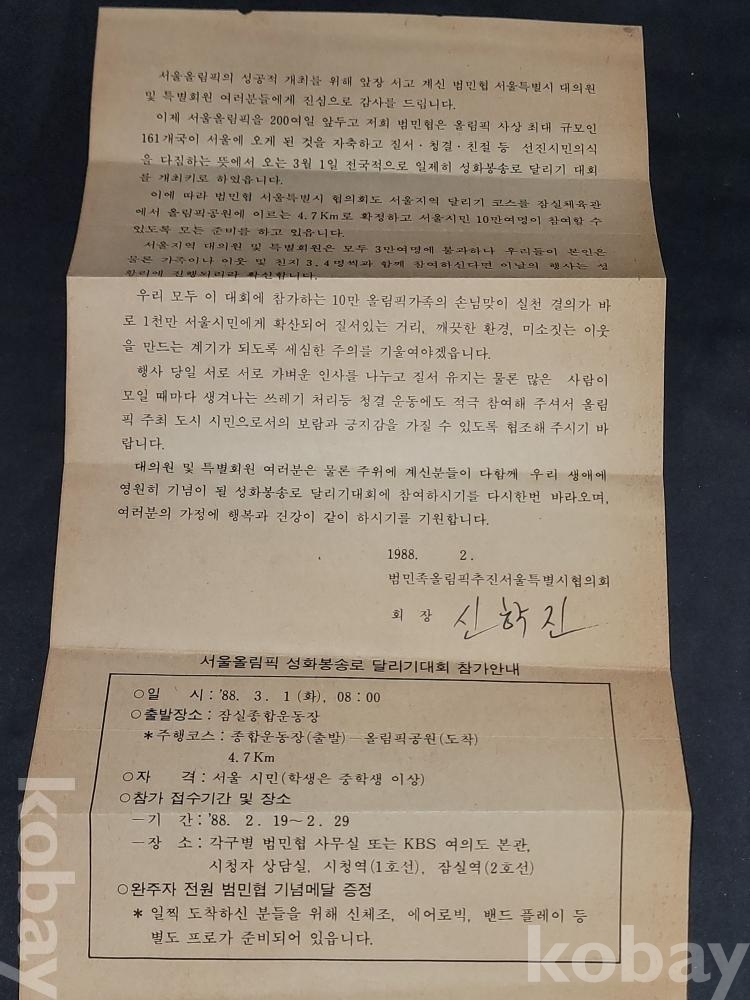 서울올림픽의 성공적 개최를 위해 앞장 서고 계신 범민협 서울특별시 대의원
및 특별회원 여러분들에게 진심으로 감사를 드립니다.
이제 서울올림픽을 200여일 앞두고 저희 범민협은 올림픽 사상 최대 규모인
161개국이 서울에 오게 된 것을 자축하고 질서·청결·친절 등 선진시민의식
을 다짐하는 뜻에서 오는 3월 1일 전국적으로 일제히 성화봉송로 달리기 대회
를 개최키로 하였읍니다.
이에 따라 범민협 서울특별시 협의회도 서울지역 달리기 코스를 잠실체육관
에서 올림픽공원에 이르는 4.7Km로 확정하고 서울시민 10만여명이 참여할 수
있도록 모든 준비를 하고 있읍니다.
서울지역 대의원 및 특별회원은 모두 3만여명에 불과하나 우리들이 본인은
물론 가족이나 이웃 및 친지 3.4명씩과 함께 참여하신다면 이날의 행사는 성
황리에 진행되리라 확신합니다.
우리 모두 이 대회에 참가하는 10만 올림픽가족의 손님맞이 실천 결의가 바
로 1천만 서울시민에게 확산되어 질서있는 거리, 깨끗한 환경, 미소짓는 이웃
을 만드는 계기가 되도록 세심한 주의를 기울여야겠읍니다.
행사 당일 서로 서로 가벼운 인사를 나누고 질서 유지는 물론 많은 사람이
모일 때마다 생겨나는 쓰레기 처리등 청결 운동에도 적극 참여해 주셔서 올림
픽 주최 도시 시민으로서의 보람과 긍지감을 가질 수 있도록 협조해 주시기 바
랍니다.
대의원 및 특별회원 여러분은 물론 주위에 계신분들이 다함께 우리 생애에
영원히 기념이 될 성화봉송로 달리기대회에 참여하시기를 다시한번 바라오며,
여러분의 가정에 행복과 건강이 같이 하시기를 기원합니다.
1988. 2.
범민족올림픽추진서울특별시협의회
회 장 신학진
서울올림픽 성화봉송로 달리기대회 참가안내
○일 시 : '88. 3. 1 (화), 08 : 00
○출발장소 : 잠실종합운동장
＊주행코스 : 종합운동장(출발)─올림픽공원(도착)
4.7Km
○자 격 : 서울 시민(학생은 중학생 이상)
○참가 접수기간 및 장소
─기 간 : '88. 2. 19～2. 29
─장 소 : 각구별 범민협 사무실 또는 KBS 여의도 본관,
시청자 상담실, 시청역(1호선), 잠실역(2호선)
○완주자 전원 범민협 기념메달 증정
＊ 일찍 도착하신 분들을 위해 신체조, 에어로빅, 밴드 플레이 등
별도 프로가 준비되어 있읍니다.
kobay
kobay